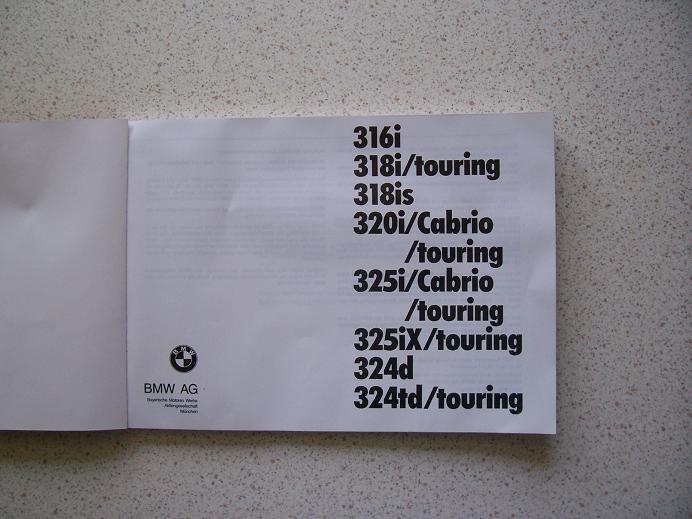 316i
318i/touring
318is
320i/Cabrio
/touring
325i/Cabrio
/touring
325iX/touring
324d
324td/touring
BMW
BMW AG
Bayerische Motoren Werke
Aktiengesellschaft
München